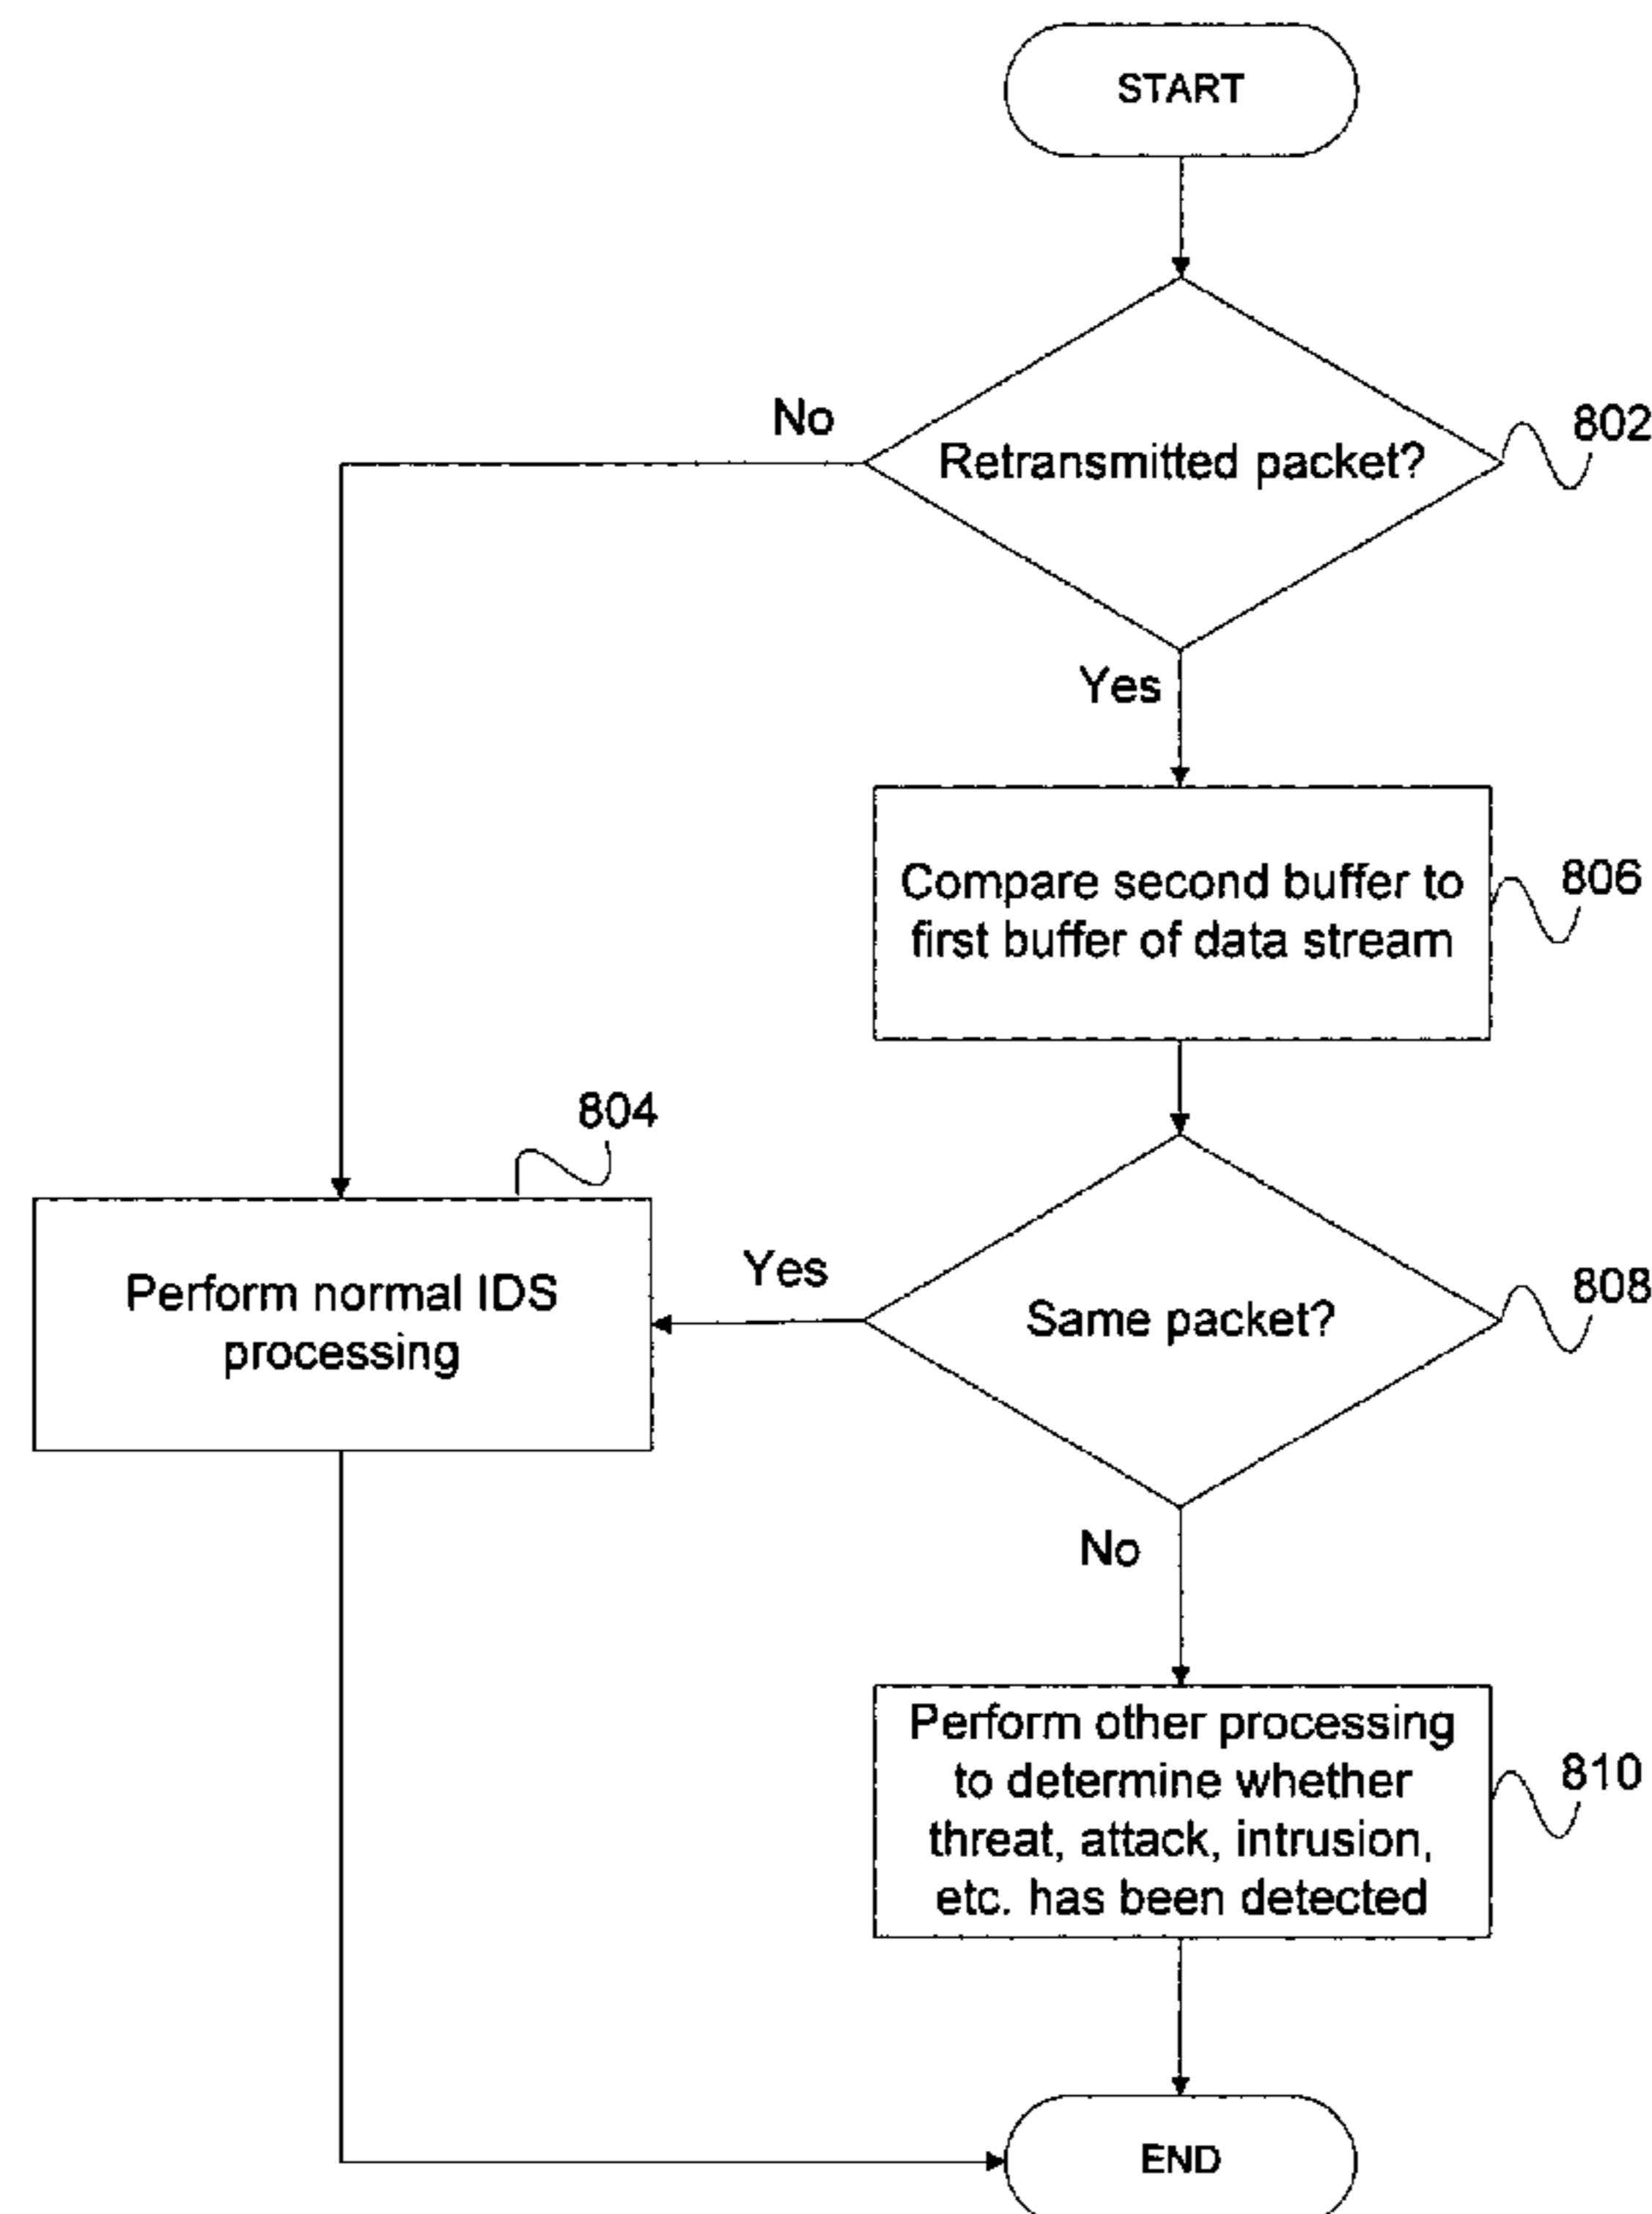 START
No
Retransmitted packet?
802
Yes
Compare second buffer to
first buffer of data stream
806
804
Perform normal IDS
processing
Yes
Same packet?
808
No
Perform other processing
to determine whether
threat, attack, intrusion,
etc. has been detected
810
END